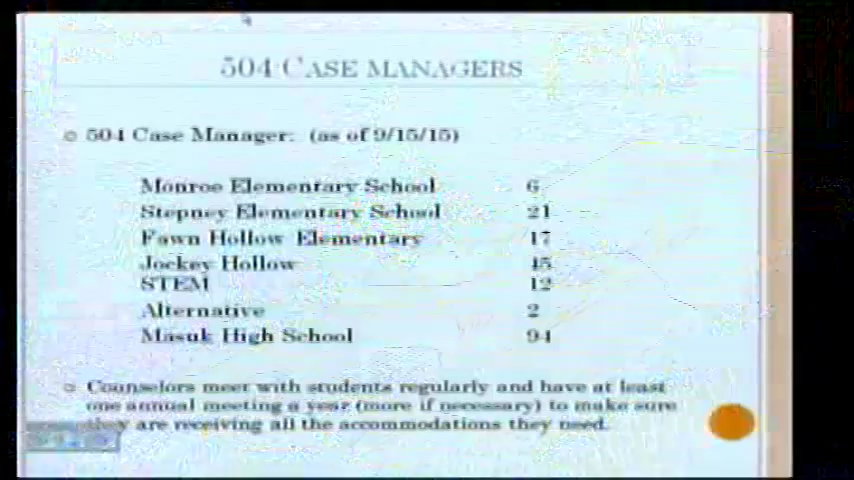 504 CASE MANAGERS
504 Case Manager: (as of 9/15/15)
Monroe Elementary School 6
Stepney Elementary School 21
Fawn Hollow Elementary 17
Jockey Hollow 45
STEM 12
Alternative 2
Masuk High School 94
Counselors meet with students regularly and have at least
one annual meeting a year (more if necessary) to make sure
they are receiving all the accommodations they need.